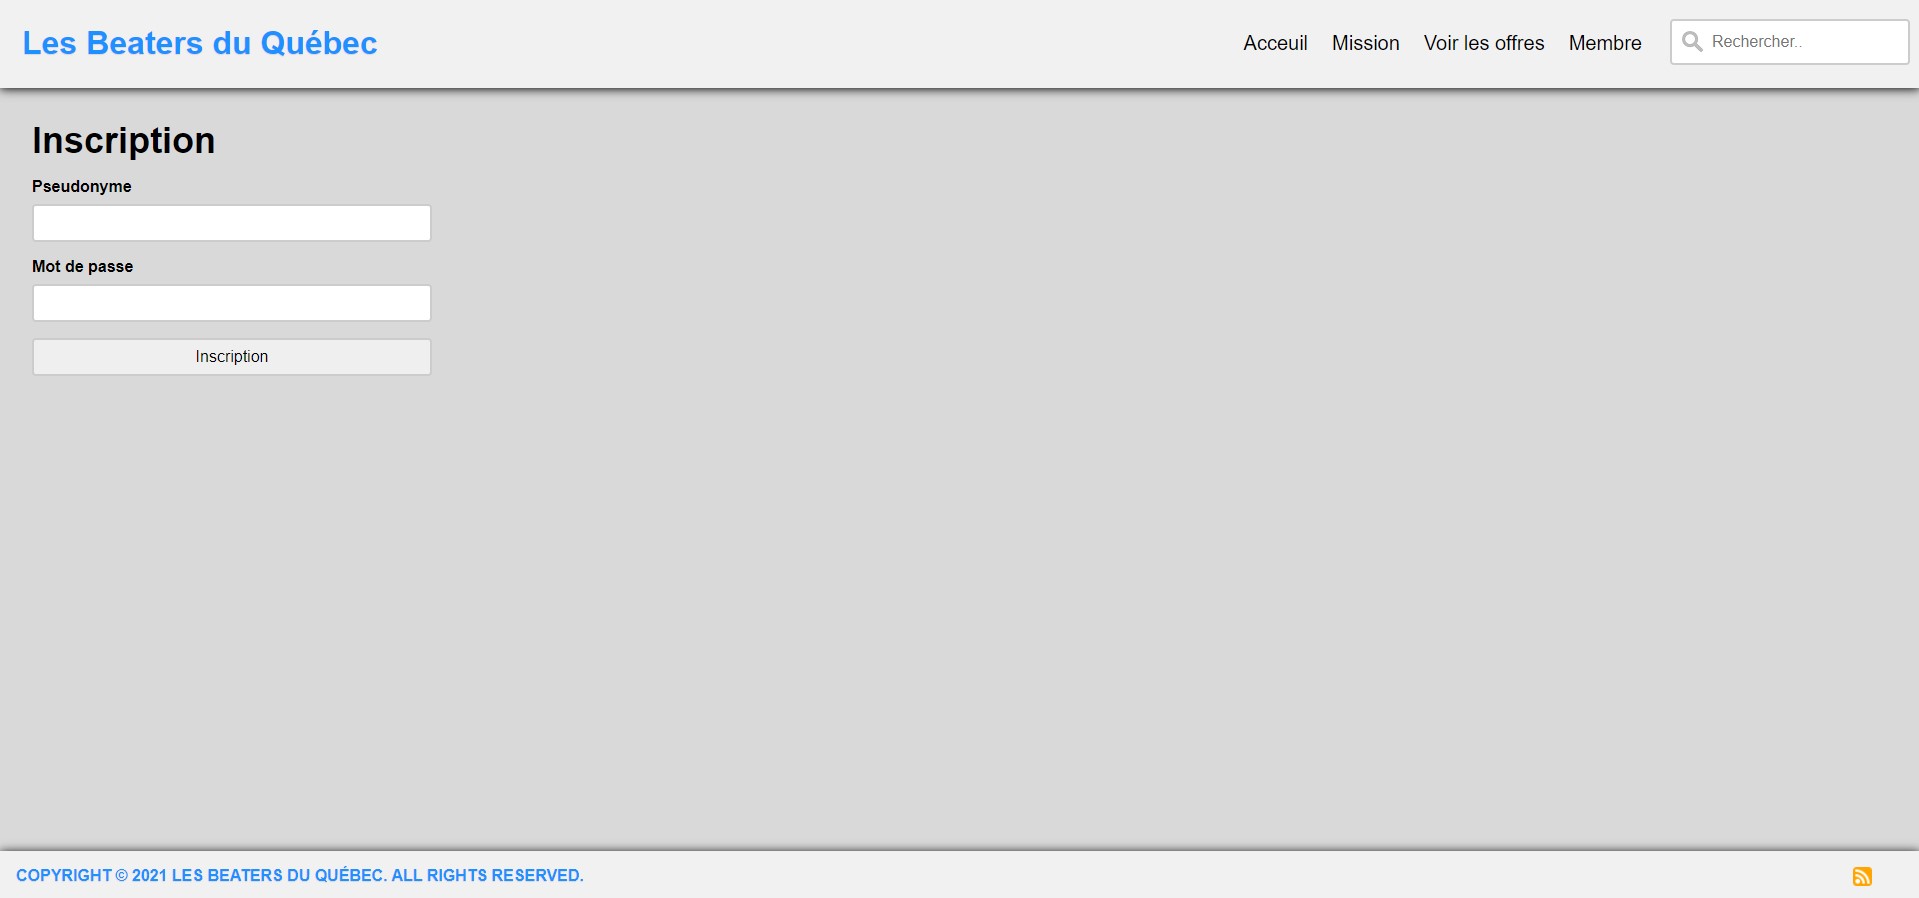 Les Beaters du Québec
Acceuil Mission Voir les offres Membre Rechercher..
Inscription
Pseudonyme
Mot de passe
Inscription
COPYRIGHT © 2021 LES BEATERS DU QUÉBEC. ALL RIGHTS RESERVED.